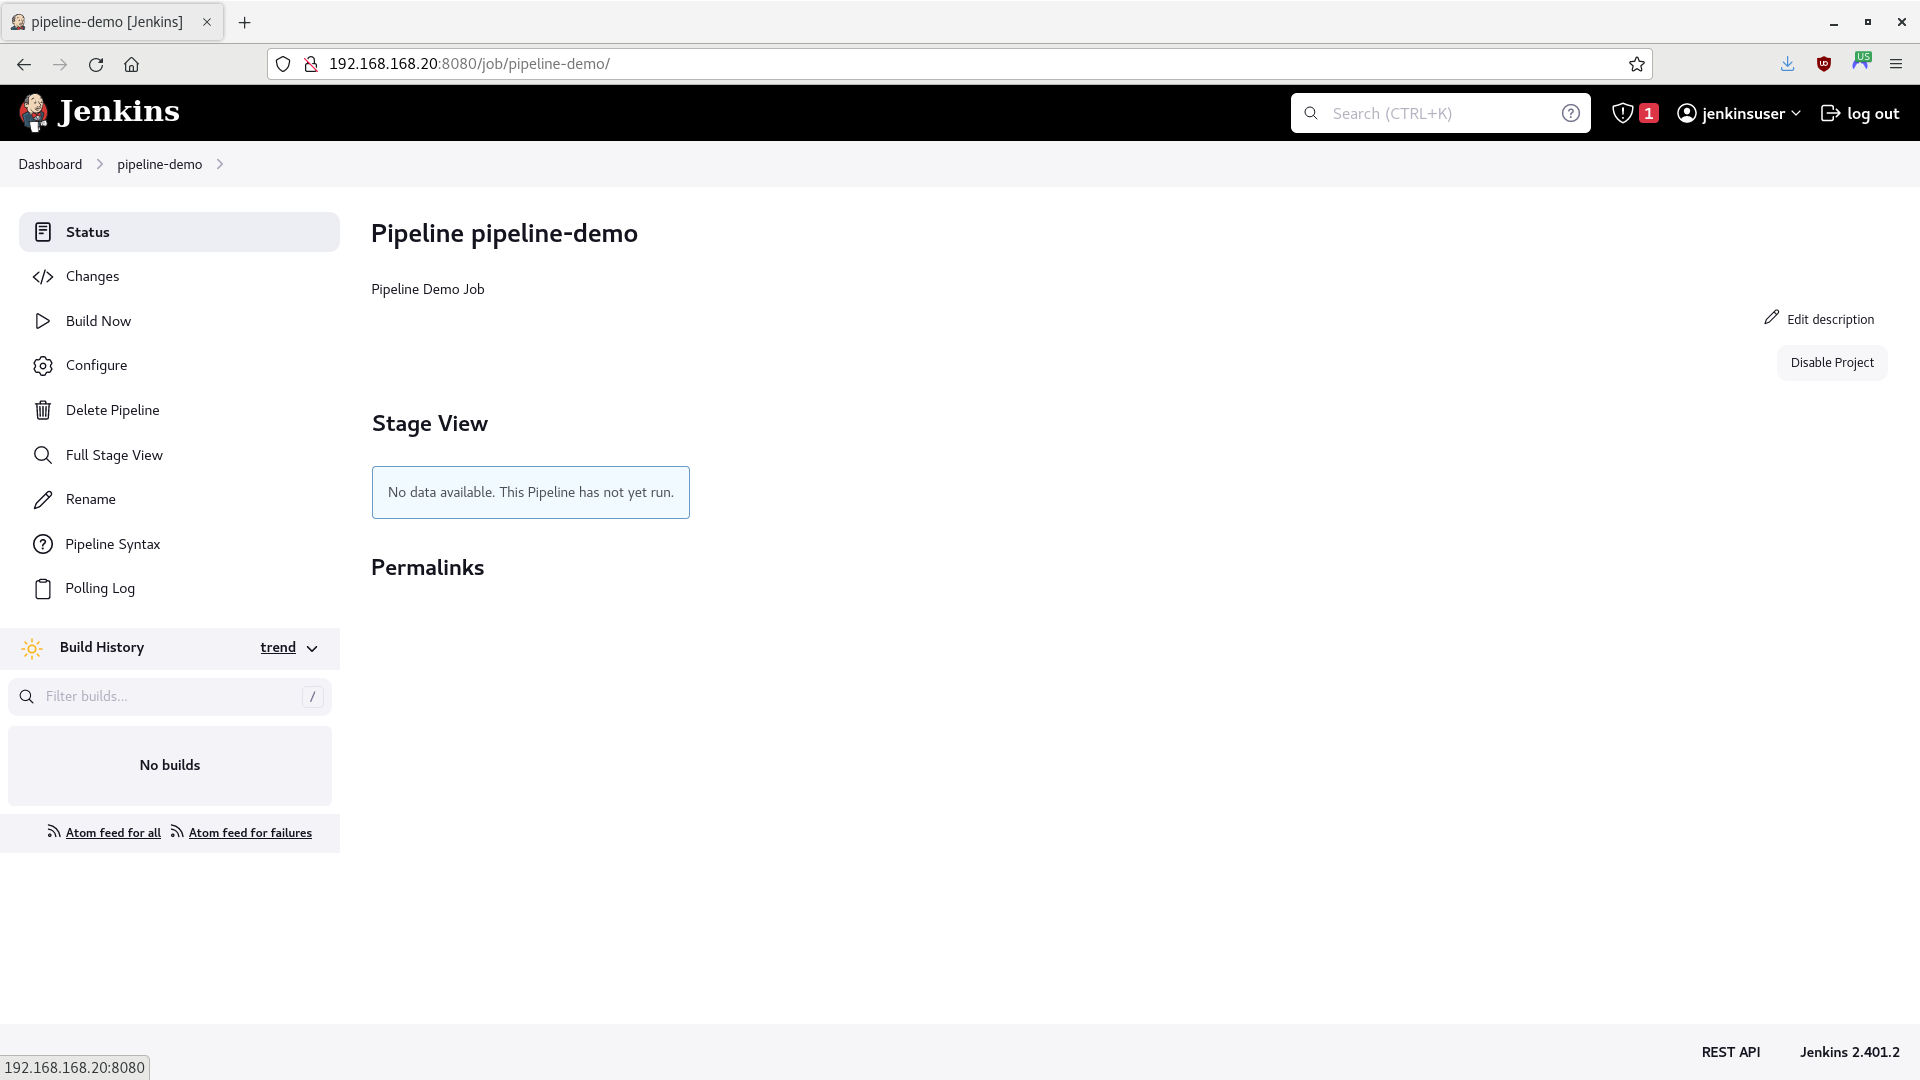 pipeline-demo [Jenkins]
192.168.168.20:8080/job/pipeline-demo/
US
Jenkins
Search (CTRL+K)
1
jenkinsuser
log out
Dashboard
pipeline-demo
Status
Changes
Build Now
Configure
Delete Pipeline
Full Stage View
Rename
Pipeline Syntax
Polling Log
Build History
trend
Filter builds...
/
No builds
Atom feed for all
Atom feed for failures
Pipeline pipeline-demo
Pipeline Demo Job
Edit description
Disable Project
Stage View
No data available. This Pipeline has not yet run.
Permalinks
REST API
Jenkins 2.401.2
192.168.168.20:8080